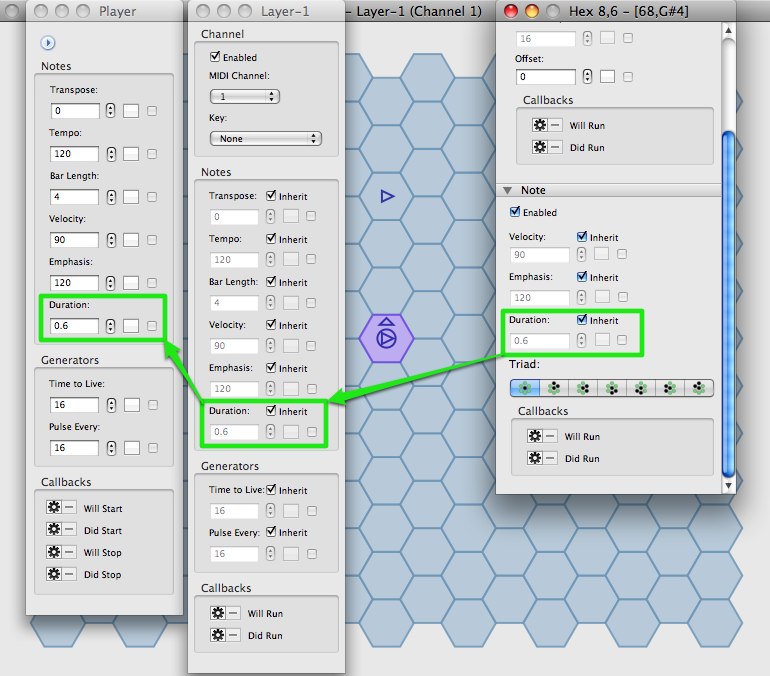 Player
Notes
Transpose:
0
Tempo:
120
Bar Length:
4
Velocity:
90
Emphasis:
120
Duration:
0.6
Generators
Time to Live:
16
Pulse Every:
16
Callbacks
Will Start
Did Start
Will Stop
Did Stop
Layer-1
Channel
Enabled
MIDI Channel:
1
Key:
None
Notes
Transpose: Inherit
0
Tempo: Inherit
120
Bar Length: Inherit
4
Velocity: Inherit
90
Emphasis: Inherit
120
Duration: Inherit
0.6
Generators
Time to Live: Inherit
16
Pulse Every: Inherit
16
Callbacks
Will Run
Did Run
– Layer-1 (Channel 1)
Hex 8,6 – [68,G#4]
16
Offset:
0
Callbacks
Will Run
Did Run
Note
Enabled
Velocity: Inherit
90
Emphasis: Inherit
120
Duration: Inherit
0.6
Triad:
Callbacks
Will Run
Did Run